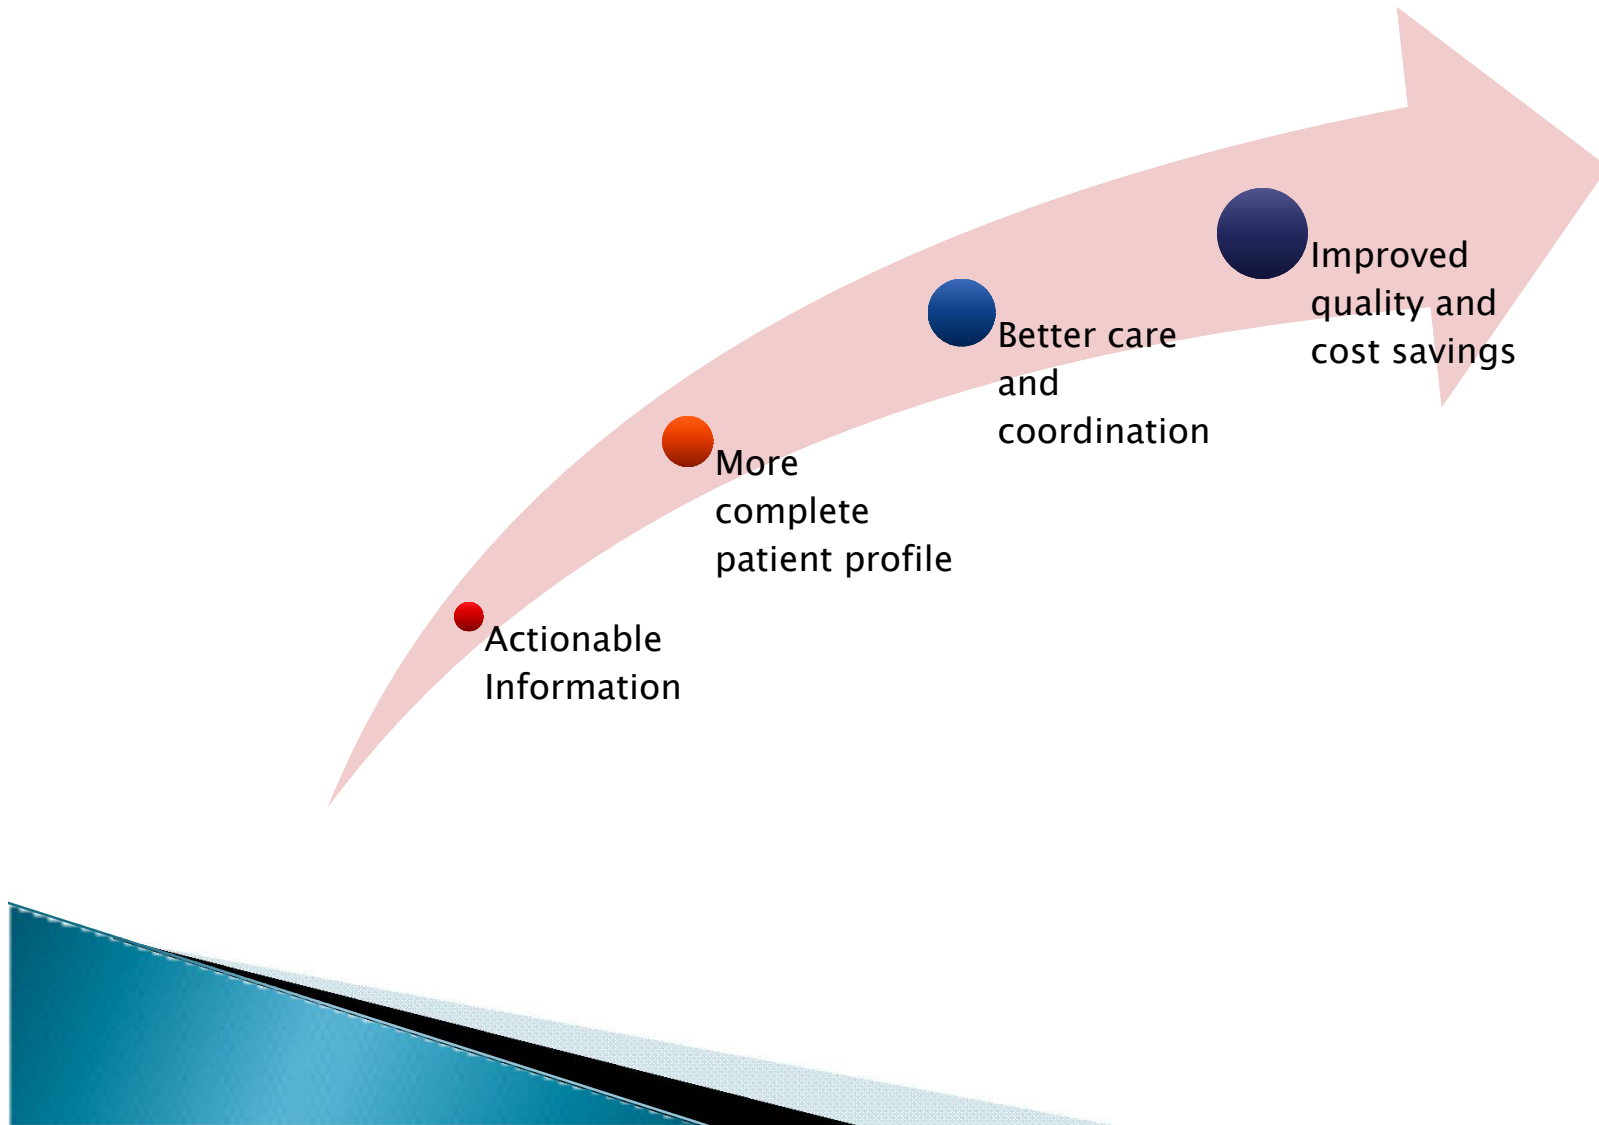 Improved
quality and
cost savings
Better care
and
coordination
More
complete
patient profile
Actionable
Information